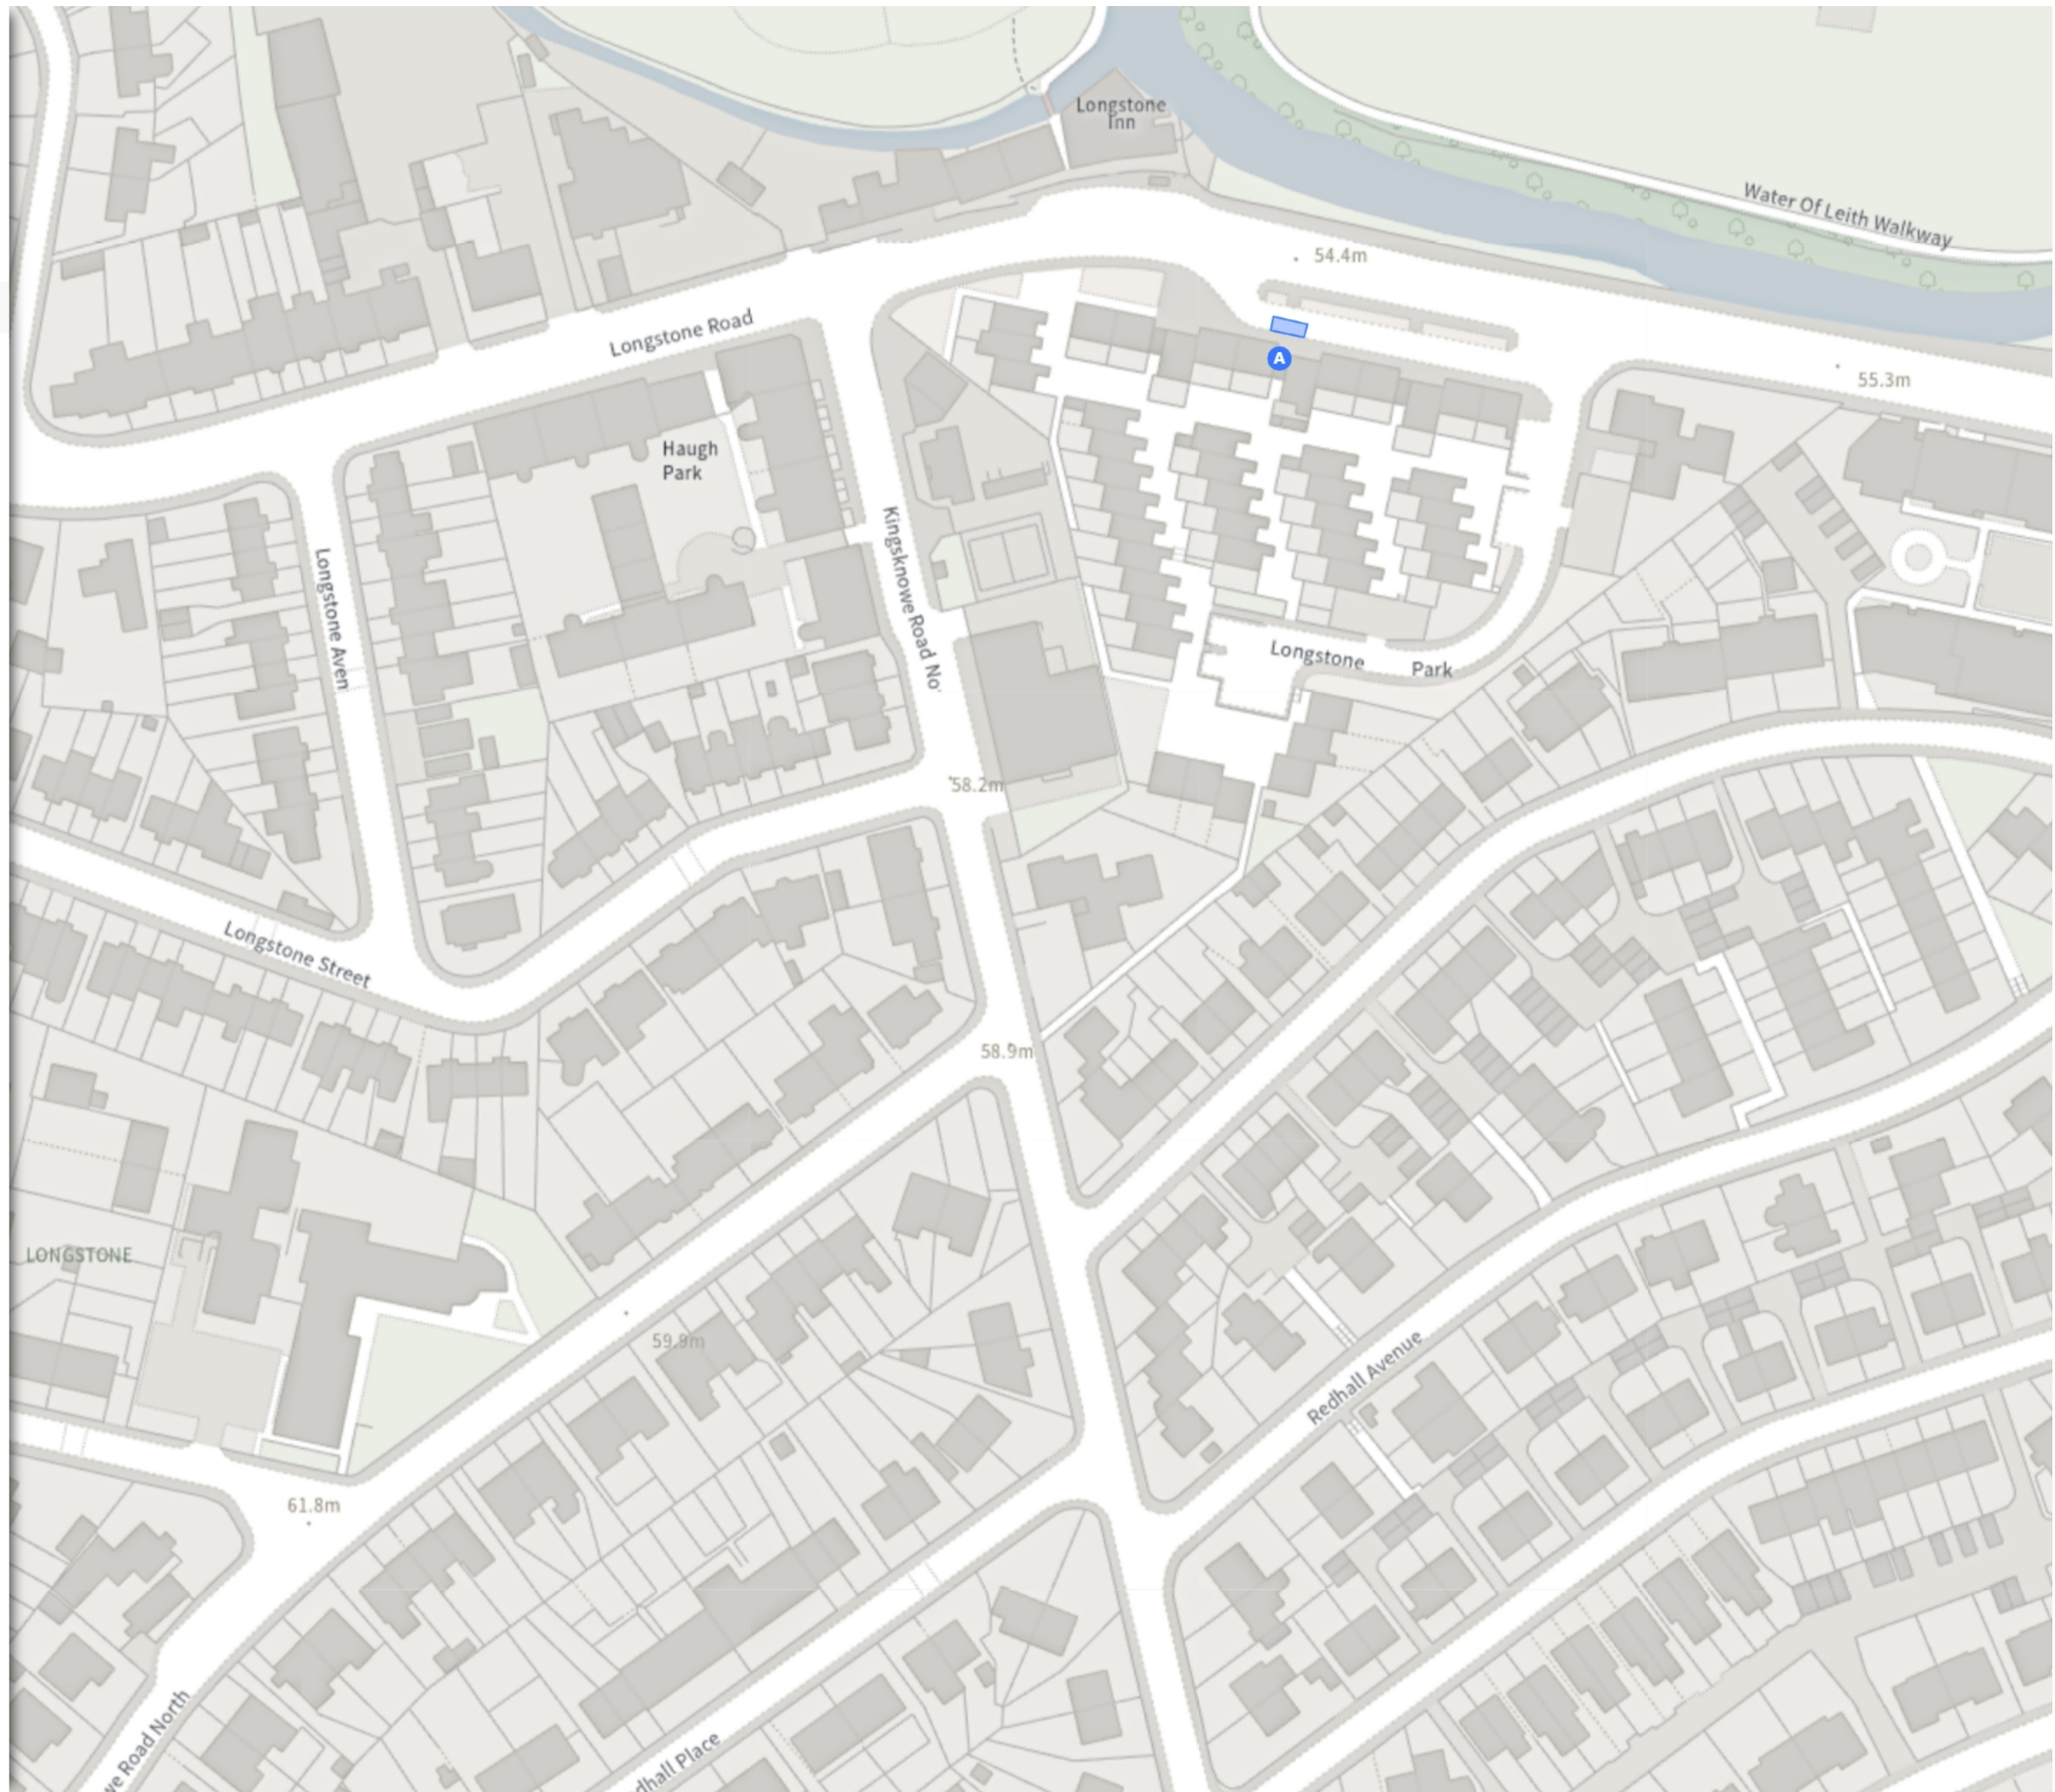 Longstone
Inn
Water Of Leith Walkway
54.4m
Longstone Road
A
55.3m
Haugh
Park
Kingsknowe Road No
Longstone Aven
Longstone Park
58.2m
Longstone Street
58.9m
LONGSTONE
59.9m
Redhall Avenue
61.8m
we Road North
dhall Place